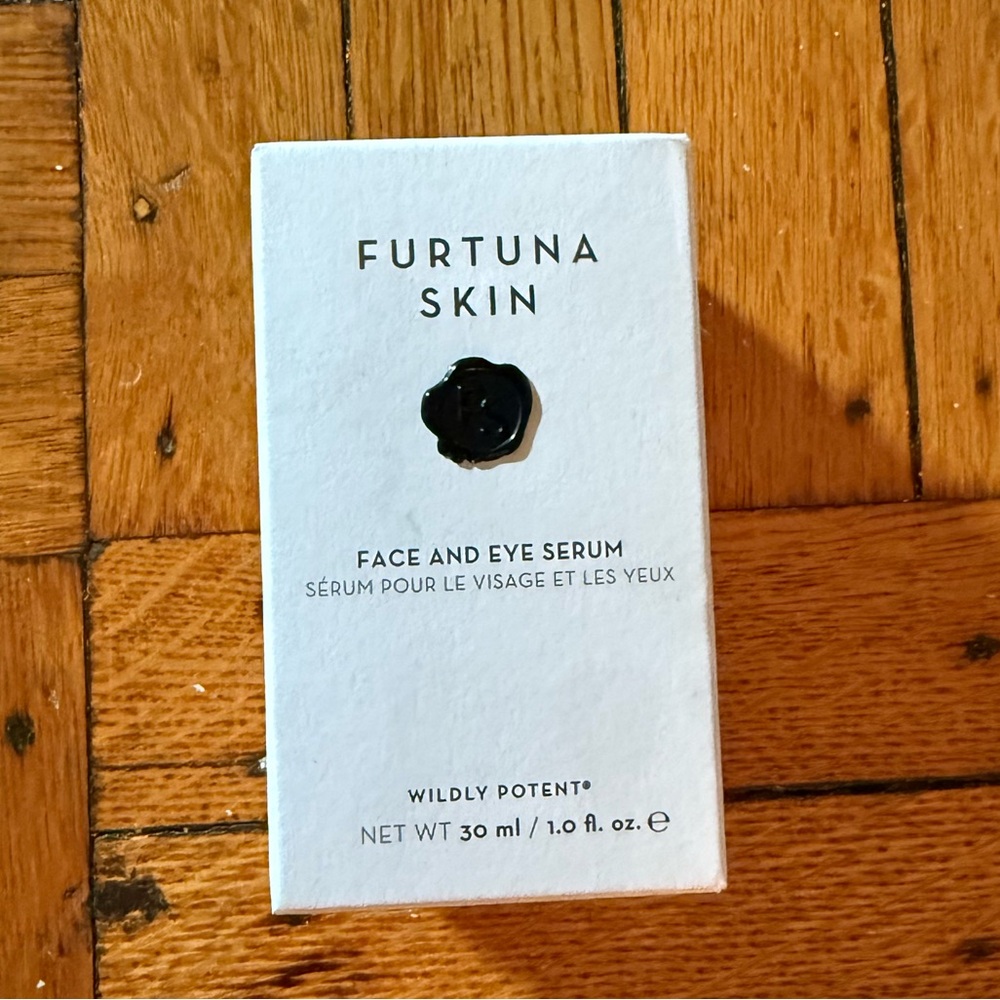 FURTUNA
SKIN
FACE AND EYE SERUM
SÉRUM POUR LE VISAGE ET LES YEUX
WILDLY POTENT®
NET WT 30 ml / 1.0 fl. oz. ℮